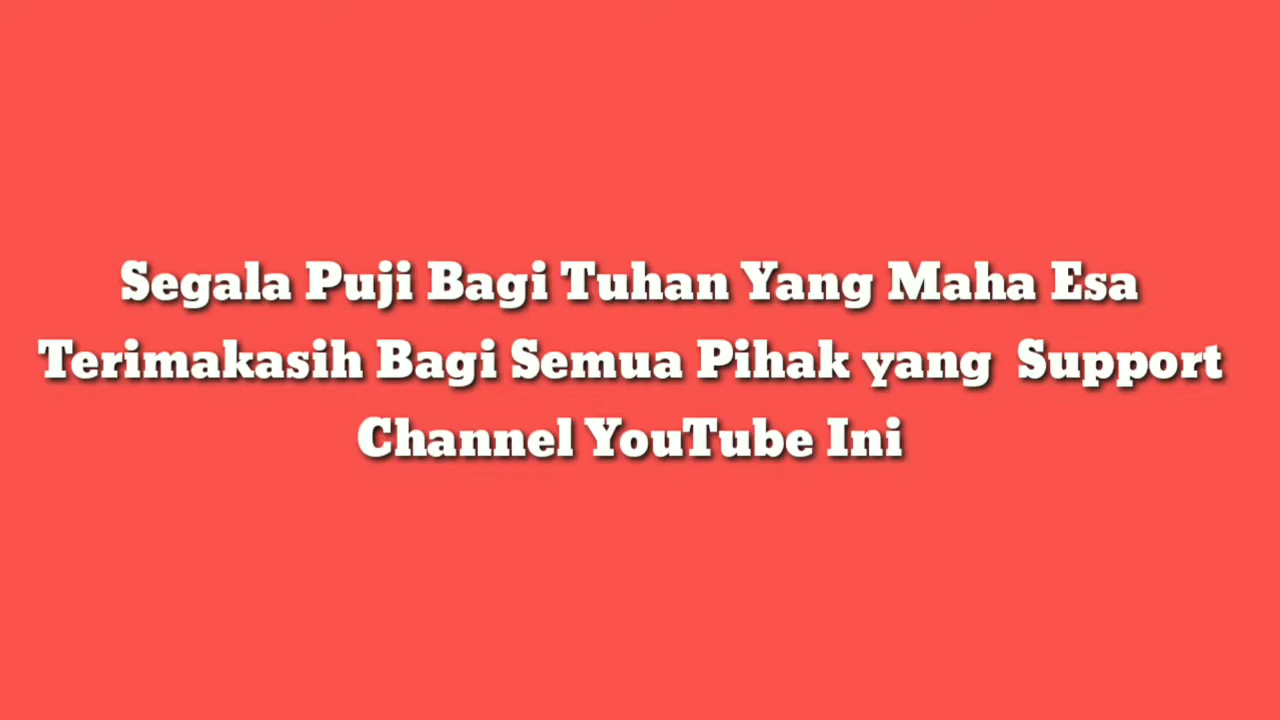 Segala Puji Bagi Tuhan Yang Maha Esa
Terimakasih Bagi Semua Pihak yang  Support
Channel YouTube Ini